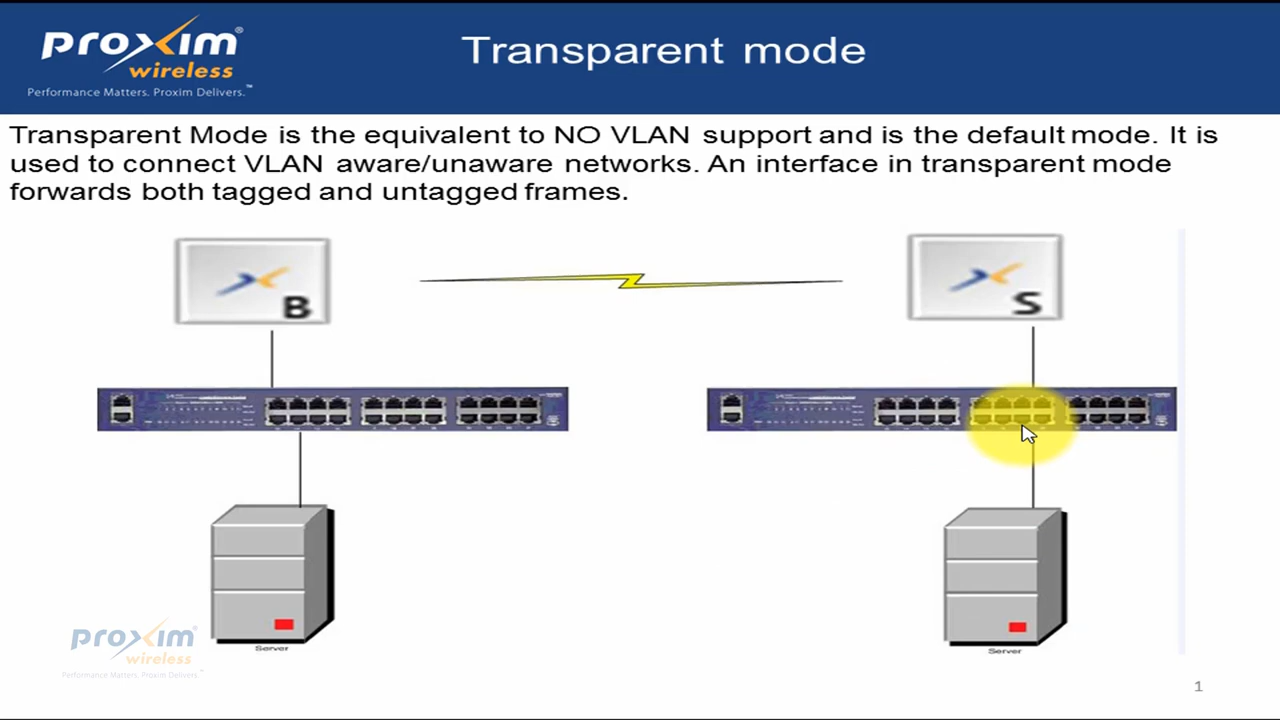 proxim®
wireless
Performance Matters. Proxim Delivers.™
Transparent mode
Transparent Mode is the equivalent to NO VLAN support and is the default mode. It is
used to connect VLAN aware/unaware networks. An interface in transparent mode
forwards both tagged and untagged frames.
B
S
Server
Server
proxim
wireless
Performance Matters. Proxim Delivers.
1